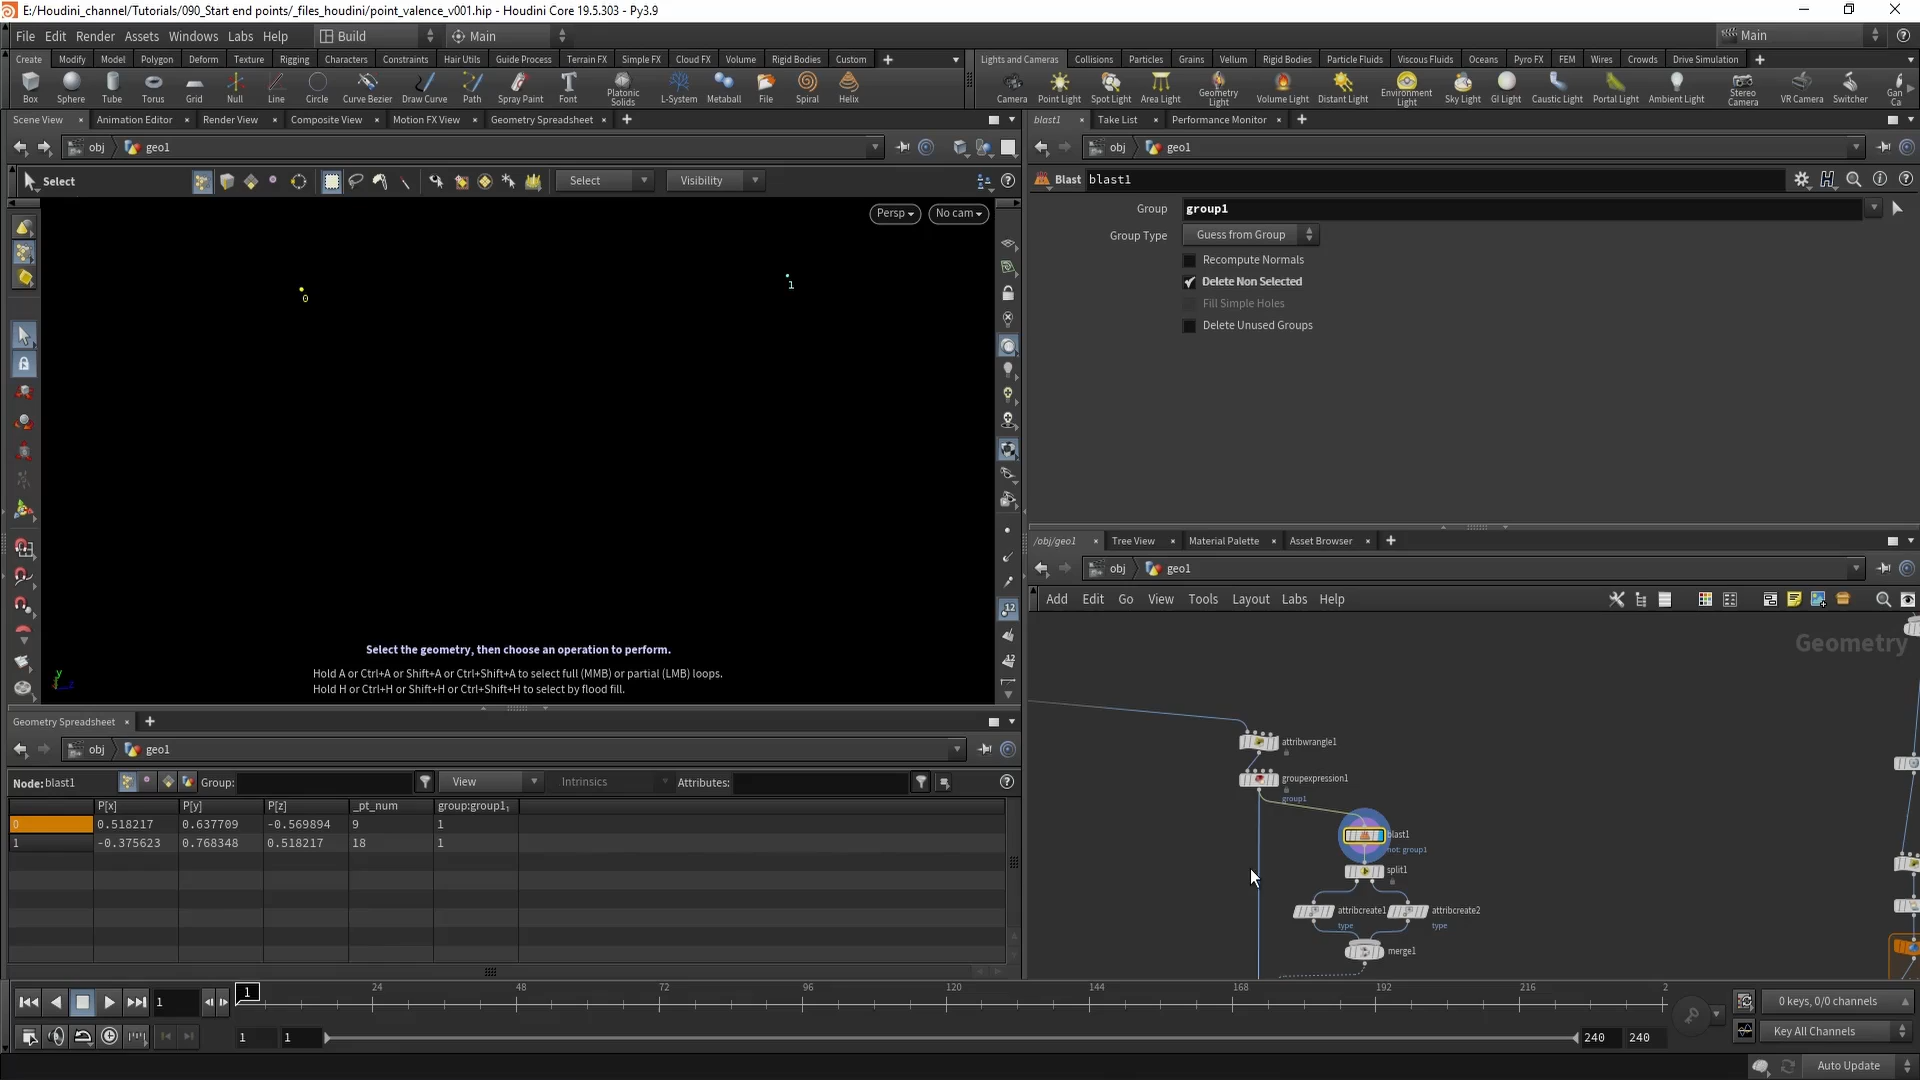 E:/Houdini_channel/Tutorials/090_Start end points/_files_houdini/point_valence_v001.hip - Houdini Core 19.5.303 - Py3.9
File Edit Render Assets Windows Labs Help Build Main Main
Create Modify Model Polygon Deform Texture Rigging Characters Constraints Hair Utils Guide Process Terrain FX Simple FX Cloud FX Volume Rigid Bodies Custom
Lights and Cameras Collisions Particles Grains Vellum Rigid Bodies Particle Fluids Viscous Fluids Oceans Pyro FX FEM Wires Crowds Drive Simulation
Box Sphere Tube Torus Grid Null Line Circle Curve Bezier Draw Curve Path Spray Paint Font Platonic Solids L-System Metaball File Spiral Helix
Camera Point Light Spot Light Area Light Geometry Light Volume Light Distant Light Environment Light Sky Light GI Light Caustic Light Portal Light Ambient Light Stereo Camera VR Camera Switcher Gan Ca
Scene View Animation Editor Render View Composite View Motion FX View Geometry Spreadsheet
blast1 Take List Performance Monitor
obj geo1
obj geo1
Select Select Visibility
Blast blast1
Persp No cam
Group group1
Group Type Guess from Group
Recompute Normals
Delete Non Selected
Fill Simple Holes
Delete Unused Groups
0
1
Select the geometry, then choose an operation to perform.
Hold A or Ctrl+A or Shift+A or Ctrl+Shift+A to select full (MMB) or partial (LMB) loops.
Hold H or Ctrl+H or Shift+H or Ctrl+Shift+H to select by flood fill.
y
/obj/geo1 Tree View Material Palette Asset Browser
obj geo1
Add Edit Go View Tools Layout Labs Help
Geometry
attribwrangle1
groupexpression1
group1
blast1
not: group1
split1
attribcreate1
type
attribcreate2
type
merge1
Geometry Spreadsheet
obj geo1
Node: blast1 Group: View Intrinsics Attributes:
P[x] P[y] P[z] _pt_num group:group1
0 0.518217 0.637709 -0.569894 9 1
1 -0.375623 0.768348 0.518217 18 1
1 1 24 48 72 96 120 144 168 192 216 2
0 keys, 0/0 channels
1 1 240 240
Key All Channels
Auto Update